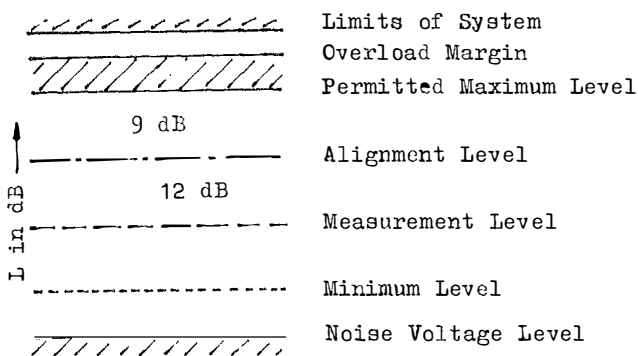 Limits of System
Overload Margin
Permitted Maximum Level
9 dB
Alignment Level
12 dB
L in dB
Measurement Level
Minimum Level
Noise Voltage Level